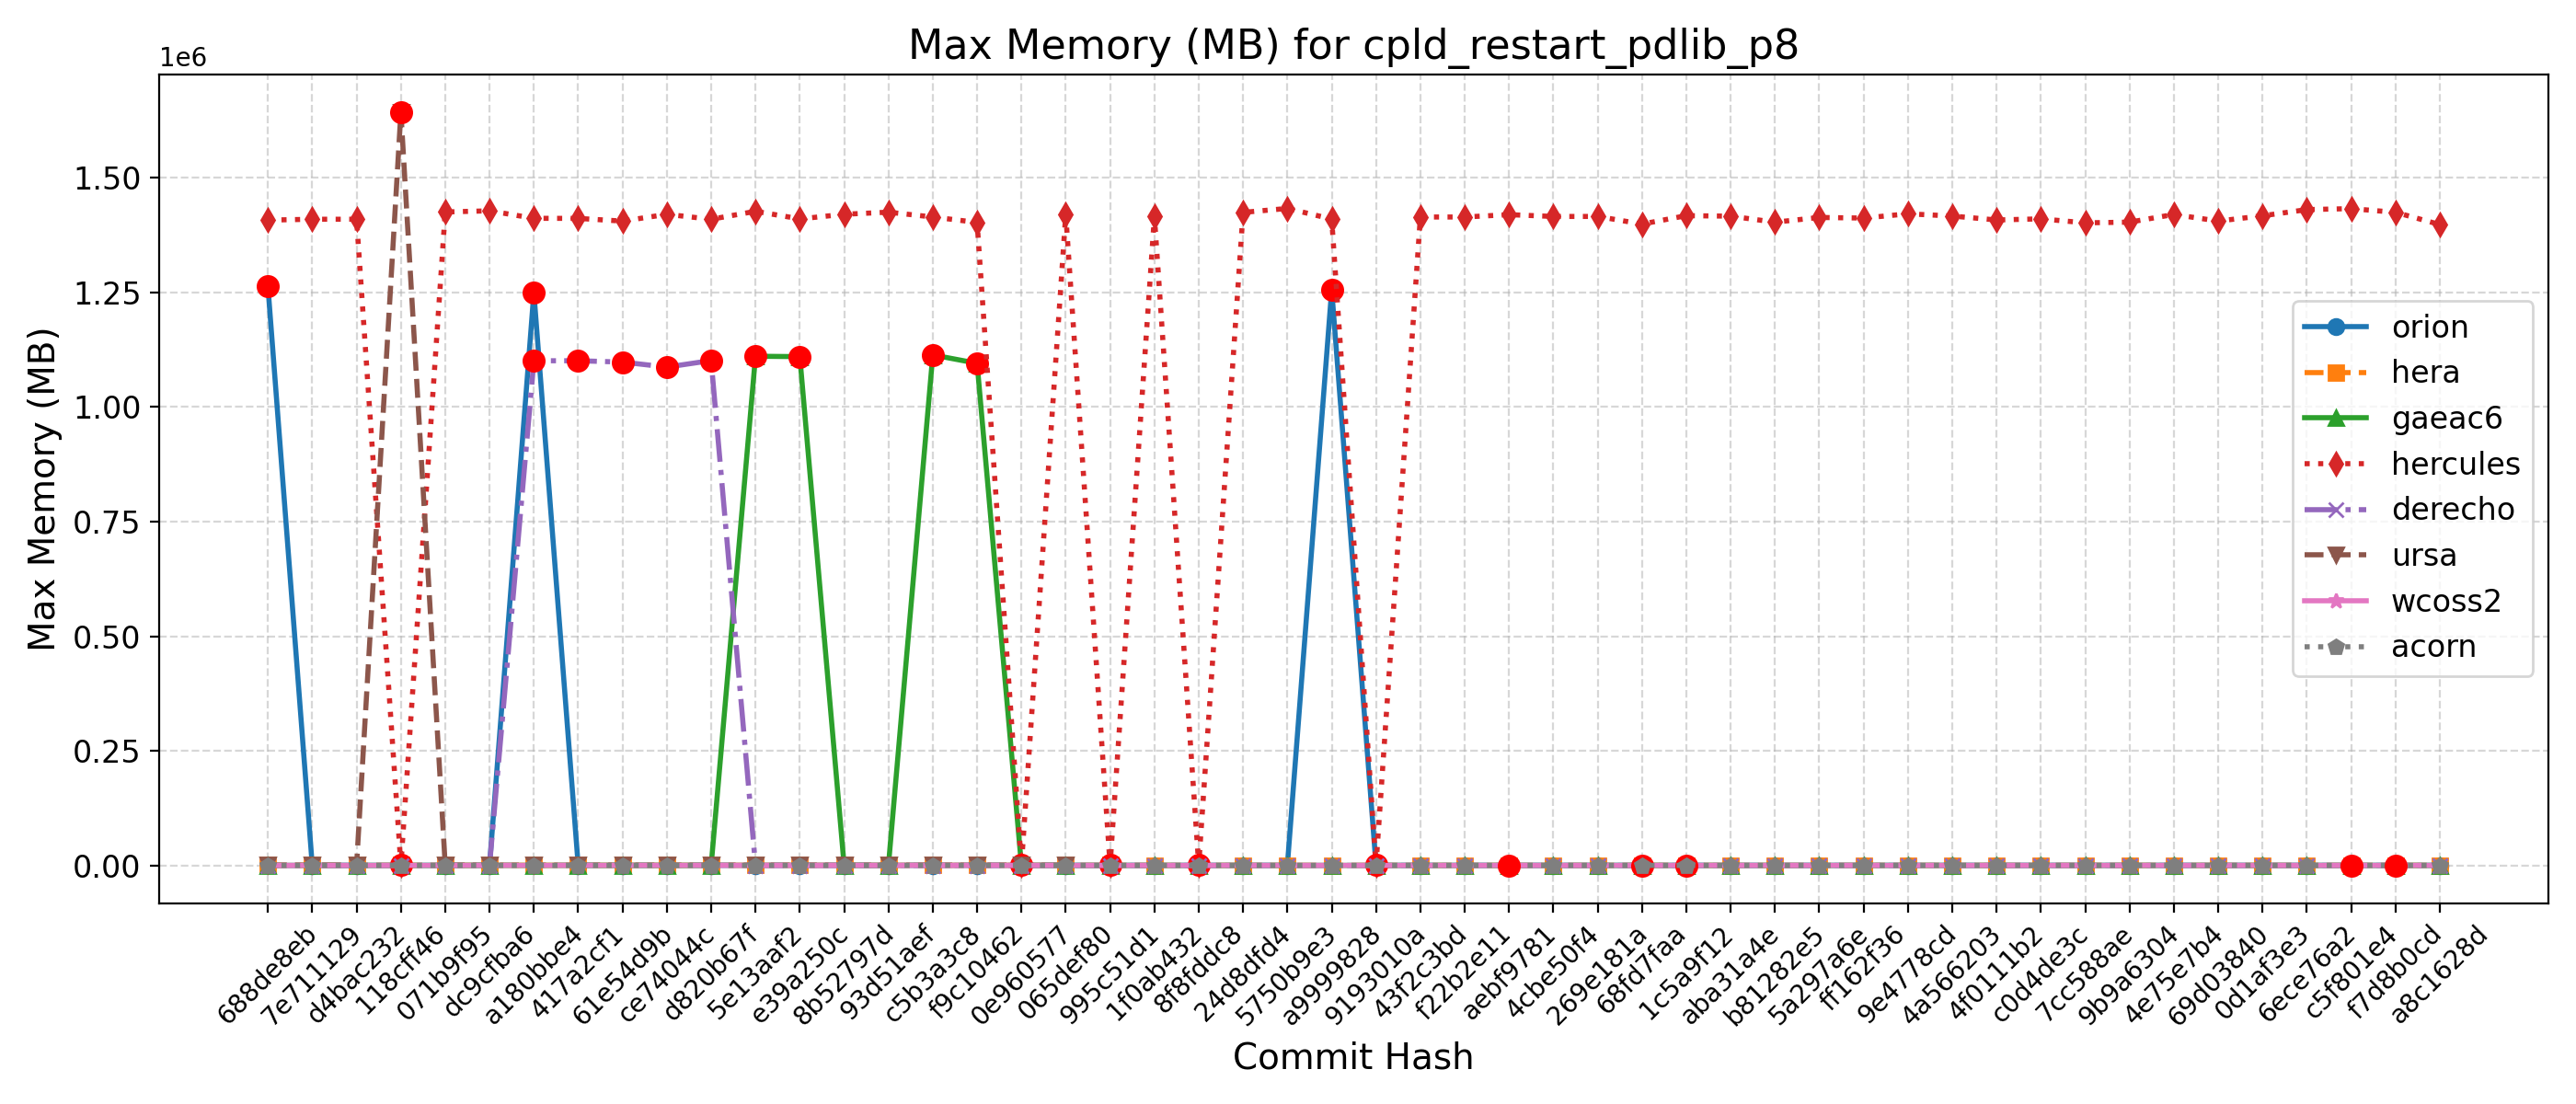 Max Memory (MB) for cpld_restart_pdlib_p8
1e6
1.50
1.25
1.00
0.75
0.50
0.25
0.00
Max Memory (MB)
orion
hera
gaeac6
hercules
derecho
ursa
wcoss2
acorn
688de8eb
7e711129
d4bac232
118cff46
071b9f95
dc9cfba6
a180bbe4
417a2cf1
61e54d9b
ce74044c
d820b67f
5e13aaf2
e39a250c
8b52797d
93d51aef
c5b3a3c8
f9c10462
0e960577
065def80
995c51d1
1f0ab432
8f8fddc8
24d8dfd4
5750b9e3
a9999828
9193010a
43f2c3bd
f22b2e11
aebf9781
4cbe50f4
269e181a
68fd7faa
1c5a9f12
aba31a4e
b81282e5
5a297a6e
ff162f36
9e4778cd
4a566203
4f0111b2
c0d4de3c
7cc588ae
9b9a6304
4e75e7b4
69d03840
0d1af3e3
6ece76a2
c5f801e4
f7d8b0cd
a8c1628d
Commit Hash